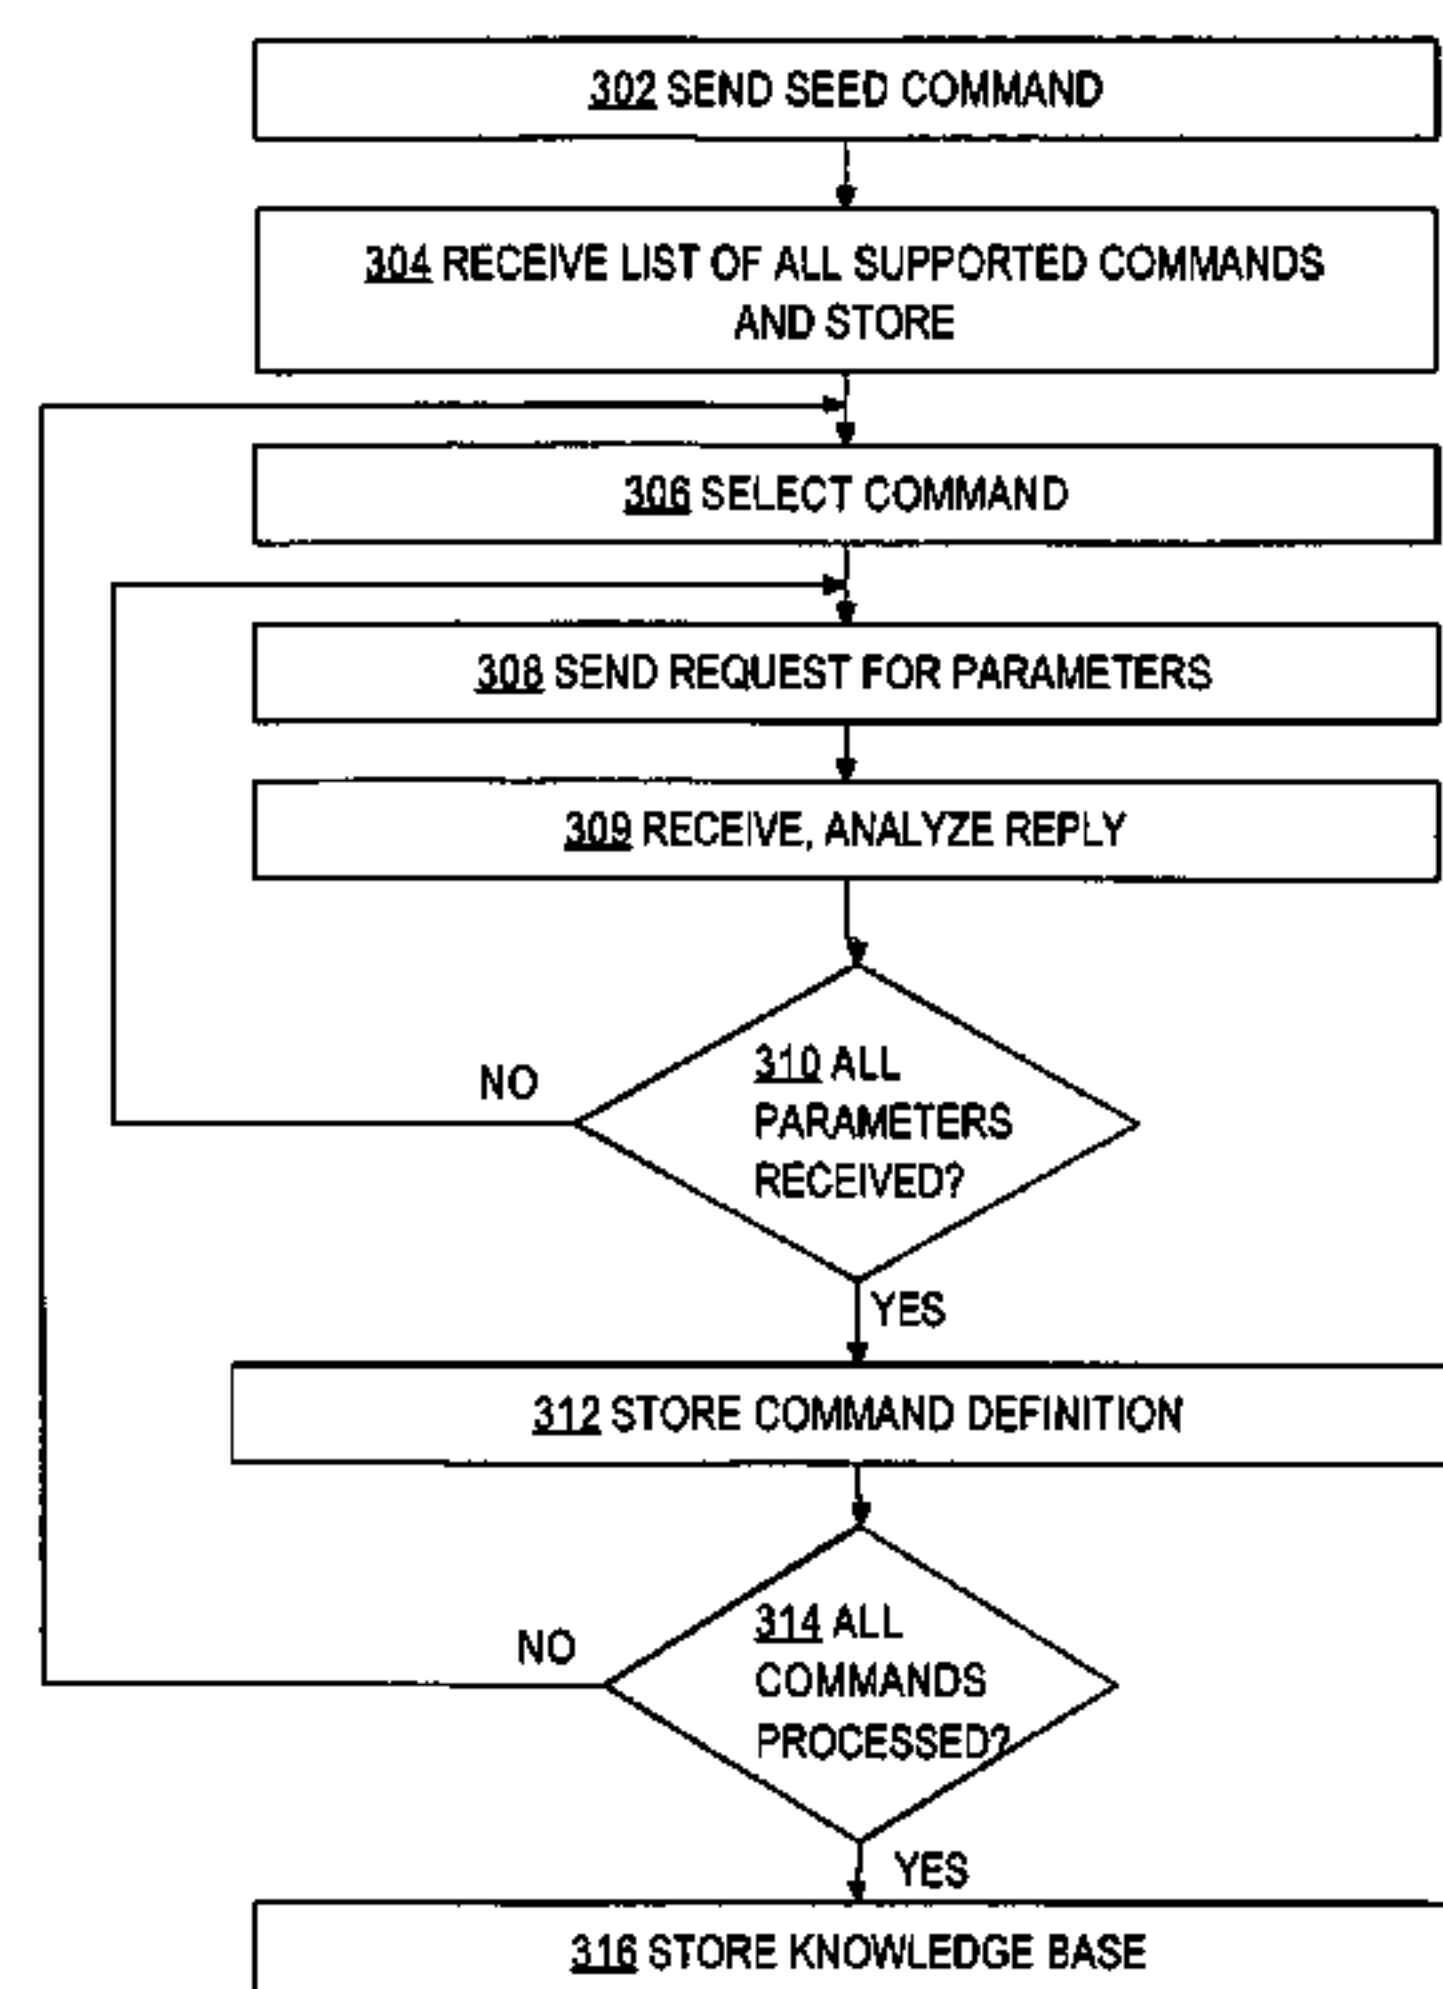 302 SEND SEED COMMAND
304 RECEIVE LIST OF ALL SUPPORTED COMMANDS
AND STORE
306 SELECT COMMAND
308 SEND REQUEST FOR PARAMETERS
309 RECEIVE, ANALYZE REPLY
310 ALL
PARAMETERS
RECEIVED?
NO
YES
312 STORE COMMAND DEFINITION
314 ALL
COMMANDS
PROCESSED?
NO
YES
316 STORE KNOWLEDGE BASE